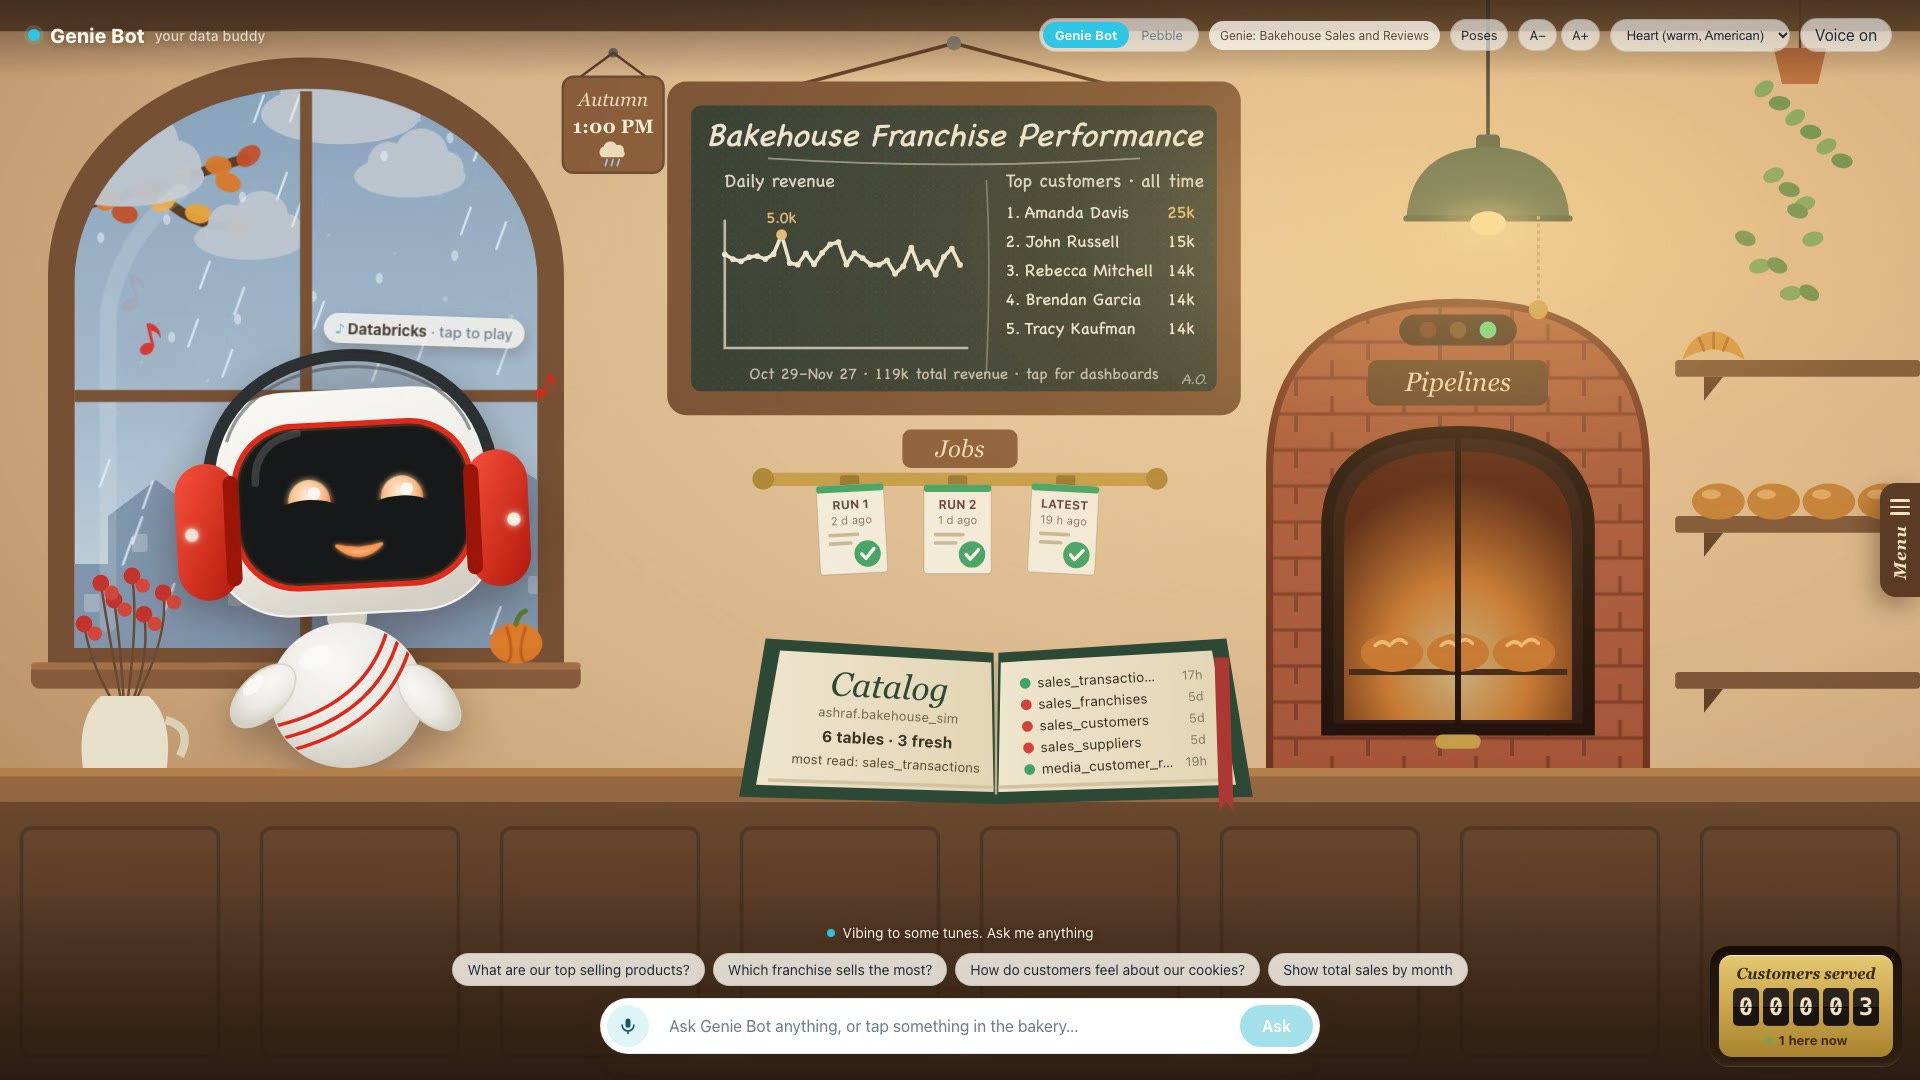 Genie Bot your data buddy
Genie Bot Pebble
Genie: Bakehouse Sales and Reviews
Poses
A−
A+
Heart (warm, American)
Voice on
Autumn
1:00 PM
Bakehouse Franchise Performance
Daily revenue
5.0k
Top customers · all time
1. Amanda Davis 25k
2. John Russell 15k
3. Rebecca Mitchell 14k
4. Brendan Garcia 14k
5. Tracy Kaufman 14k
Oct 29–Nov 27 · 119k total revenue · tap for dashboards
A.O.
♪ Databricks · tap to play
Pipelines
Jobs
RUN 1
2 d ago
RUN 2
1 d ago
LATEST
19 h ago
Menu
Catalog
ashraf.bakehouse_sim
6 tables · 3 fresh
most read: sales_transactions
sales_transactio... 17h
sales_franchises 5d
sales_customers 5d
sales_suppliers 5d
media_customer_r... 19h
Vibing to some tunes. Ask me anything
What are our top selling products?
Which franchise sells the most?
How do customers feel about our cookies?
Show total sales by month
Ask Genie Bot anything, or tap something in the bakery...
Ask
Customers served
0 0 0 0 3
1 here now